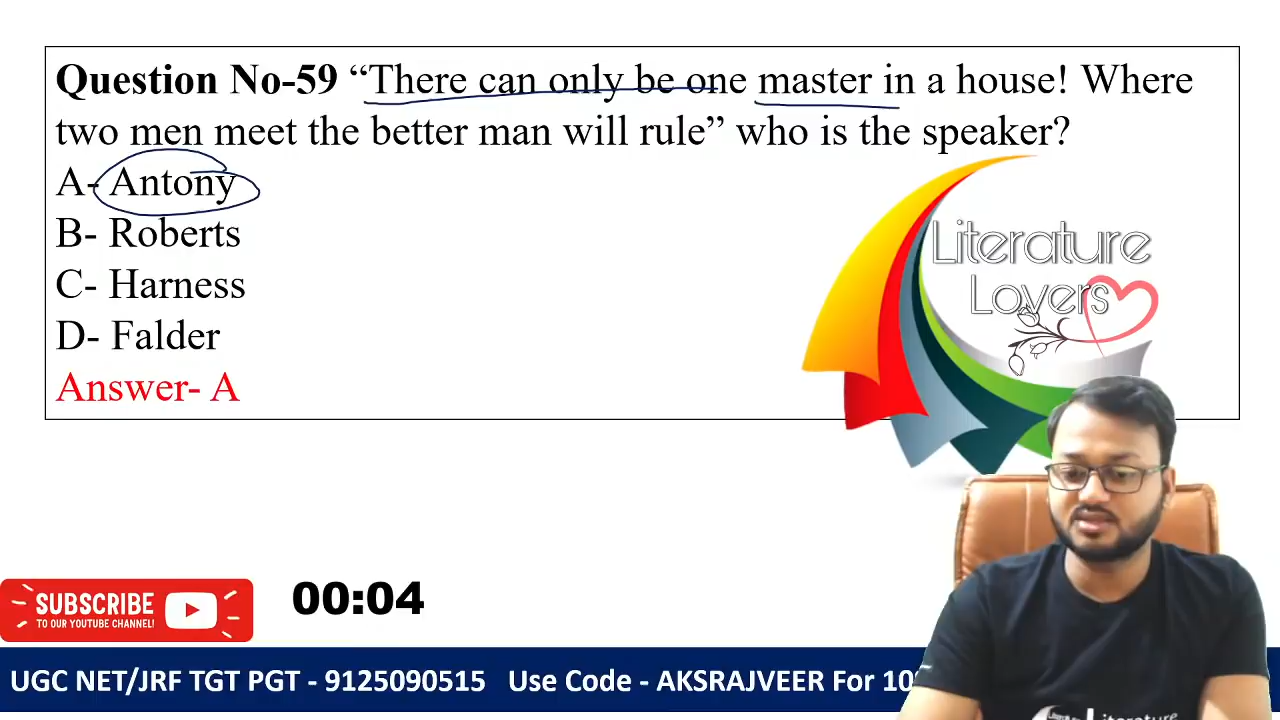 Question No-59 “There can only be one master in a house! Where
two men meet the better man will rule” who is the speaker?
A- Antony
B- Roberts
C- Harness
D- Falder
Answer- A
Literature
Lovers
SUBSCRIBE
TO OUR YOUTUBE CHANNEL!
00:04
UGC NET/JRF TGT PGT - 9125090515 Use Code - AKSRAJVEER For 10
Literature